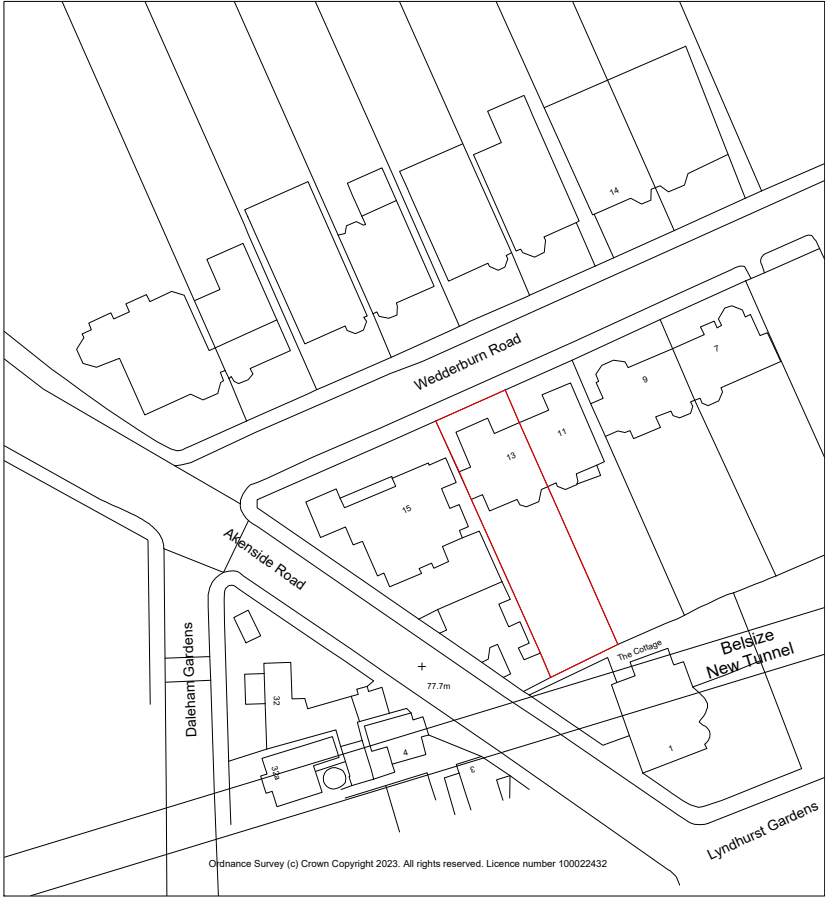 14
Wedderburn Road
7
9
11
13
15
Akenside Road
Daleham Gardens
The Cottage
Belsize
New Tunnel
77.7m
32
4
1
3
32a
Lyndhurst Gardens
Ordnance Survey (c) Crown Copyright 2023. All rights reserved. Licence number 100022432